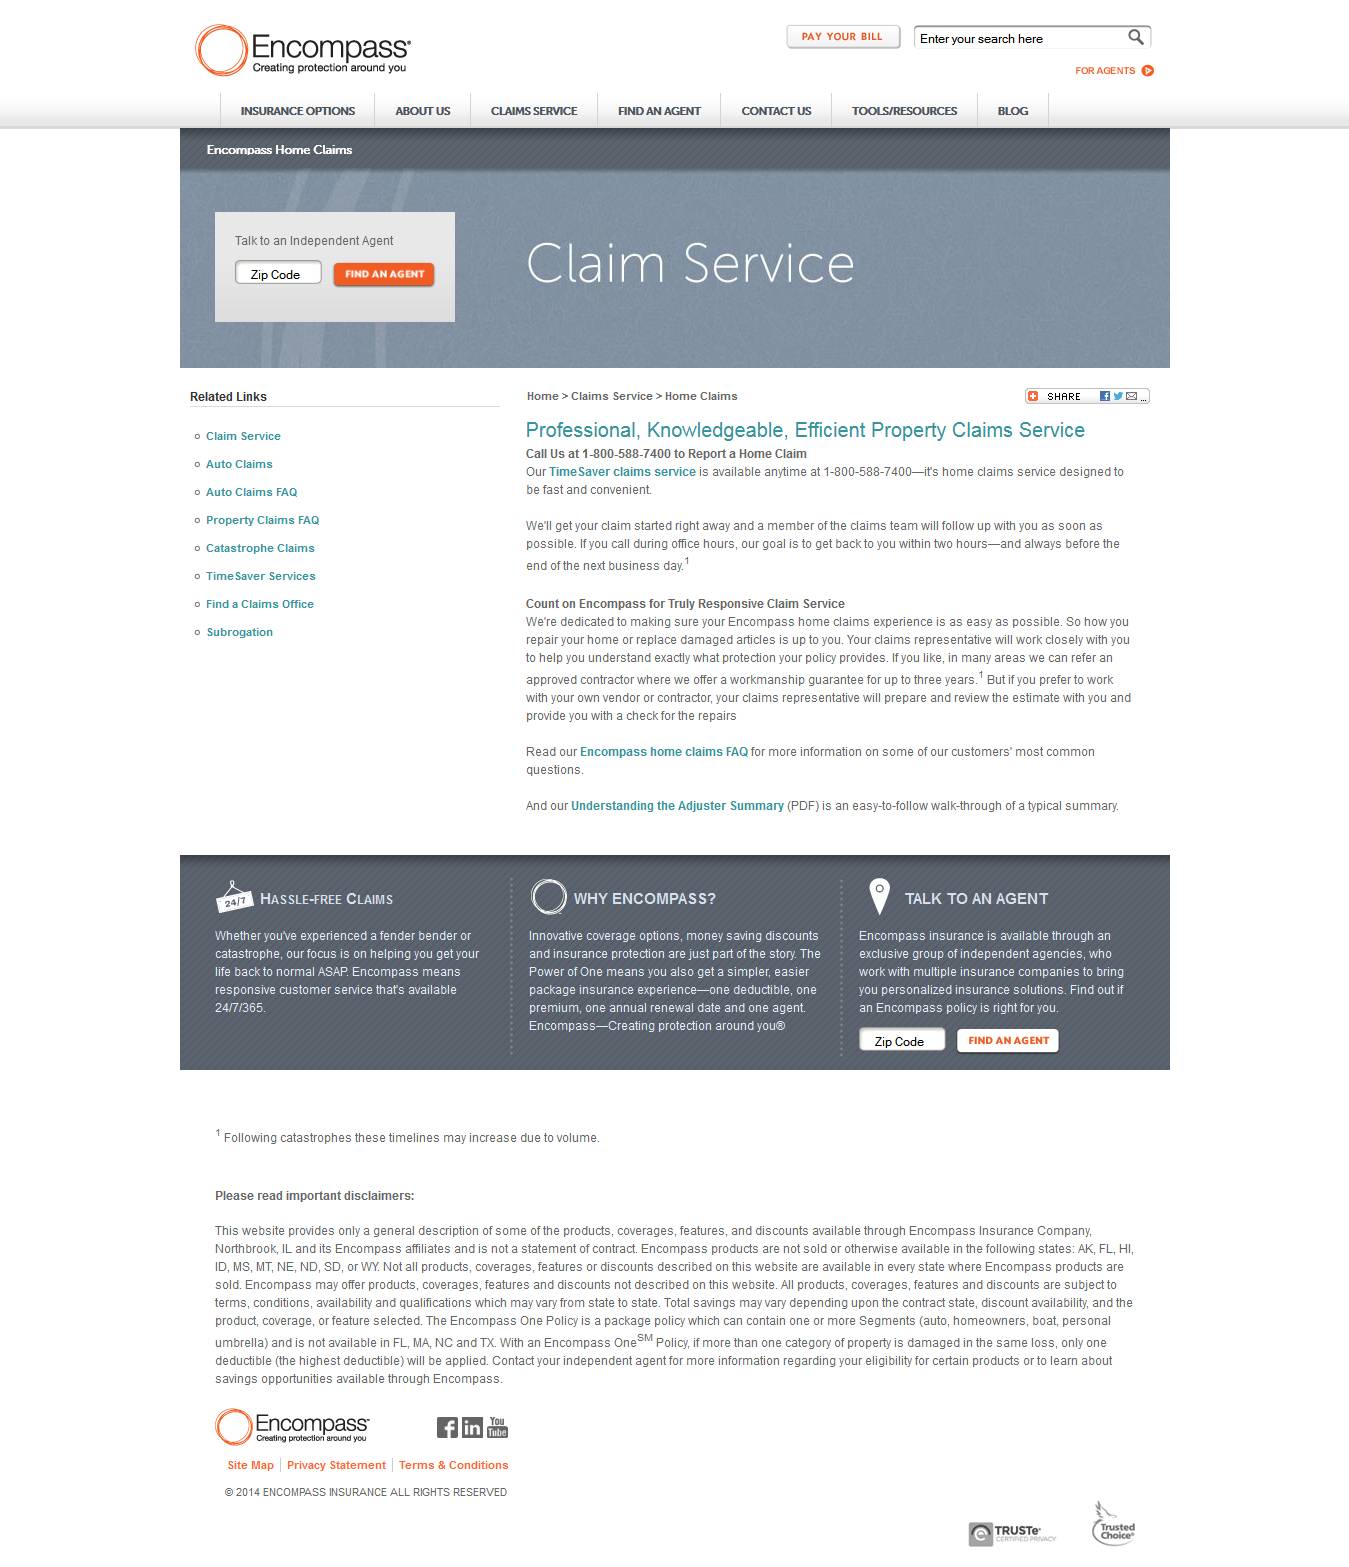 Encompass®
Creating protection around you
PAY YOUR BILL
Enter your search here
FOR AGENTS
INSURANCE OPTIONS
ABOUT US
CLAIMS SERVICE
FIND AN AGENT
CONTACT US
TOOLS/RESOURCES
BLOG
Encompass Home Claims
Talk to an Independent Agent
Zip Code
FIND AN AGENT
Claim Service
Related Links
Claim Service
Auto Claims
Auto Claims FAQ
Property Claims FAQ
Catastrophe Claims
TimeSaver Services
Find a Claims Office
Subrogation
Home > Claims Service > Home Claims
SHARE ...
Professional, Knowledgeable, Efficient Property Claims Service
Call Us at 1-800-588-7400 to Report a Home Claim
Our TimeSaver claims service is available anytime at 1-800-588-7400—it's home claims service designed to
be fast and convenient.
We'll get your claim started right away and a member of the claims team will follow up with you as soon as
possible. If you call during office hours, our goal is to get back to you within two hours—and always before the
end of the next business day.1
Count on Encompass for Truly Responsive Claim Service
We're dedicated to making sure your Encompass home claims experience is as easy as possible. So how you
repair your home or replace damaged articles is up to you. Your claims representative will work closely with you
to help you understand exactly what protection your policy provides. If you like, in many areas we can refer an
approved contractor where we offer a workmanship guarantee for up to three years.1 But if you prefer to work
with your own vendor or contractor, your claims representative will prepare and review the estimate with you and
provide you with a check for the repairs
Read our Encompass home claims FAQ for more information on some of our customers' most common
questions.
And our Understanding the Adjuster Summary (PDF) is an easy-to-follow walk-through of a typical summary.
24/7
HASSLE-FREE CLAIMS
Whether you've experienced a fender bender or
catastrophe, our focus is on helping you get your
life back to normal ASAP. Encompass means
responsive customer service that's available
24/7/365.
WHY ENCOMPASS?
Innovative coverage options, money saving discounts
and insurance protection are just part of the story. The
Power of One means you also get a simpler, easier
package insurance experience—one deductible, one
premium, one annual renewal date and one agent.
Encompass—Creating protection around you®
TALK TO AN AGENT
Encompass insurance is available through an
exclusive group of independent agencies, who
work with multiple insurance companies to bring
you personalized insurance solutions. Find out if
an Encompass policy is right for you.
Zip Code
FIND AN AGENT
1 Following catastrophes these timelines may increase due to volume.
Please read important disclaimers:
This website provides only a general description of some of the products, coverages, features, and discounts available through Encompass Insurance Company,
Northbrook, IL and its Encompass affiliates and is not a statement of contract. Encompass products are not sold or otherwise available in the following states: AK, FL, HI,
ID, MS, MT, NE, ND, SD, or WY. Not all products, coverages, features or discounts described on this website are available in every state where Encompass products are
sold. Encompass may offer products, coverages, features and discounts not described on this website. All products, coverages, features and discounts are subject to
terms, conditions, availability and qualifications which may vary from state to state. Total savings may vary depending upon the contract state, discount availability, and the
product, coverage, or feature selected. The Encompass One Policy is a package policy which can contain one or more Segments (auto, homeowners, boat, personal
umbrella) and is not available in FL, MA, NC and TX. With an Encompass OneSM Policy, if more than one category of property is damaged in the same loss, only one
deductible (the highest deductible) will be applied. Contact your independent agent for more information regarding your eligibility for certain products or to learn about
savings opportunities available through Encompass.
Encompass
Creating protection around you
f in You Tube
Site Map
Privacy Statement
Terms & Conditions
© 2014 ENCOMPASS INSURANCE ALL RIGHTS RESERVED
TRUSTe
CERTIFIED PRIVACY
Trusted
Choice®